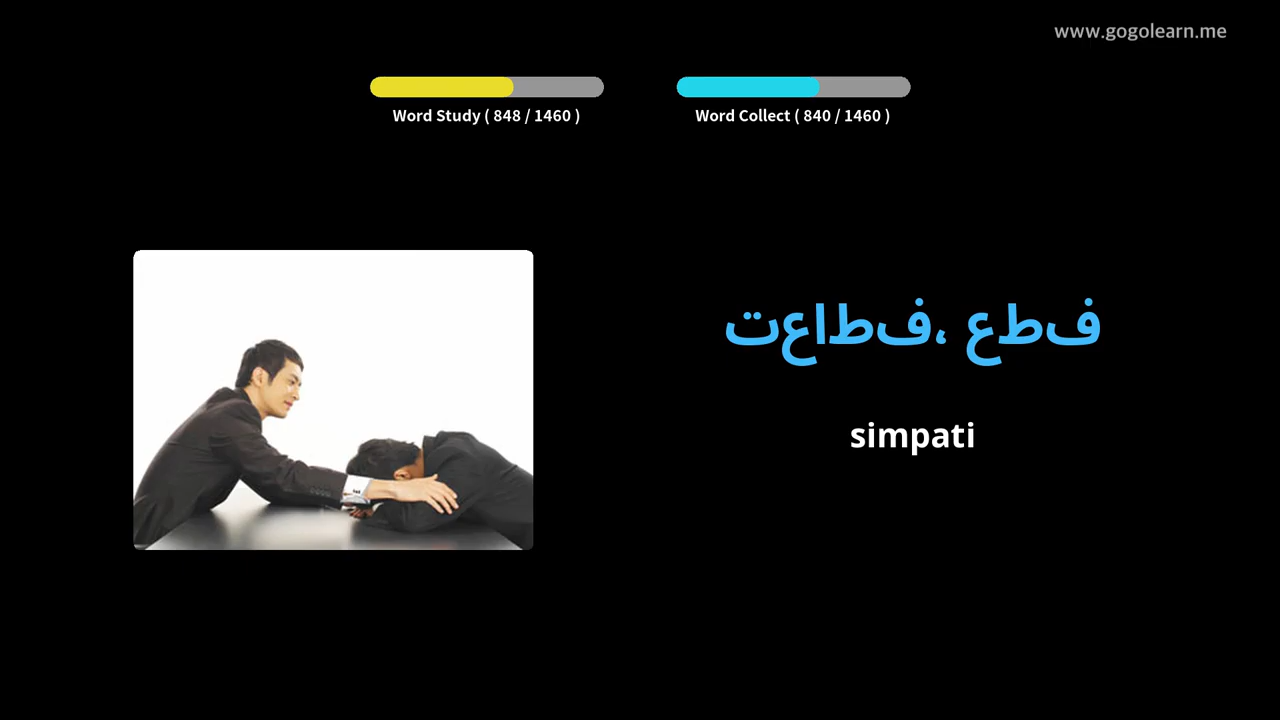 www.gogolearn.me
Word Study ( 848 / 1460 )
Word Collect ( 840 / 1460 )
تعاطف، عطف
simpati